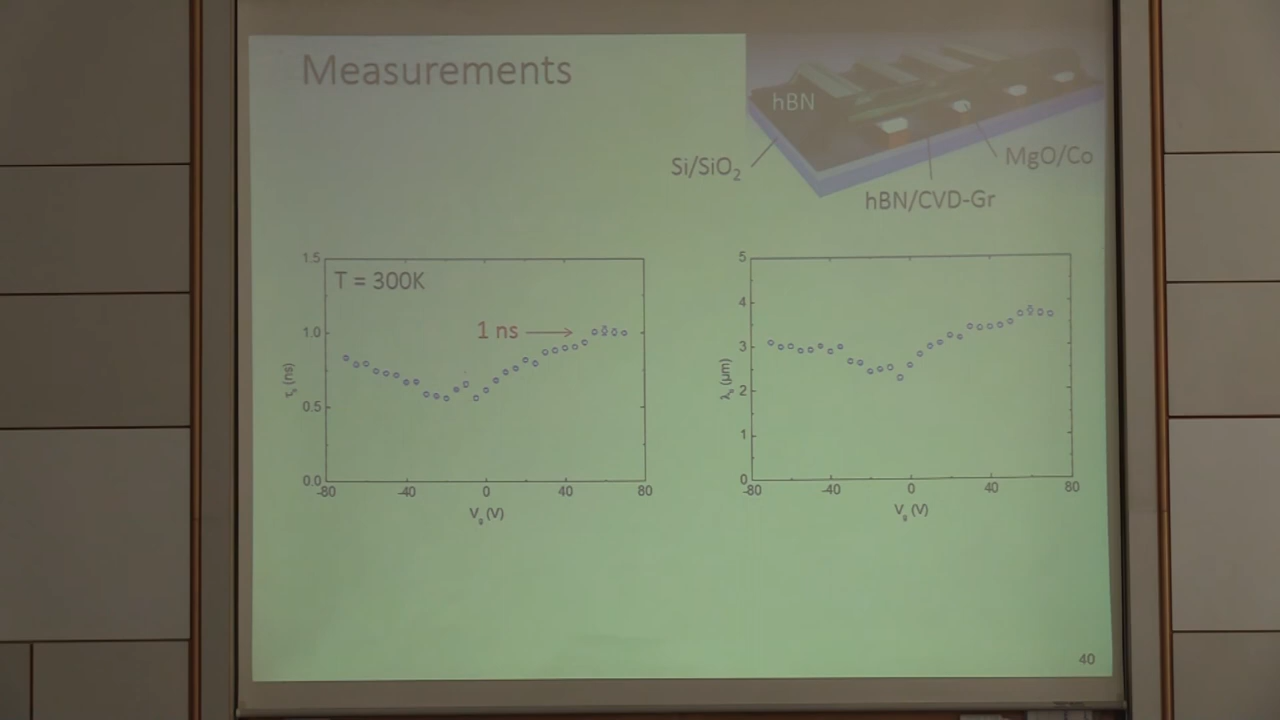 Measurements
hBN
Si/SiO₂
MgO/Co
hBN/CVD-Gr
T = 300K
1 ns
1.5
1.0
0.5
0.0
τₛ (ns)
-80 -40 0 40 80
V_g (V)
5
4
3
2
1
0
λₛ (μm)
-80 -40 0 40 80
V_g (V)
40